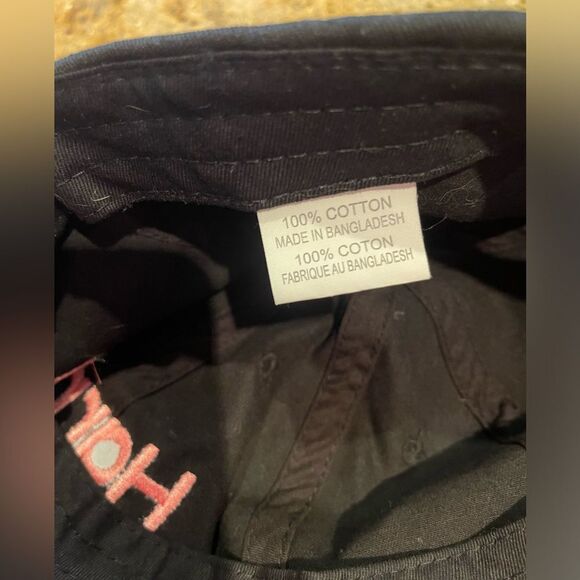 100% COTTON
MADE IN BANGLADESH
100% COTON
FABRIQUE AU BANGLADESH